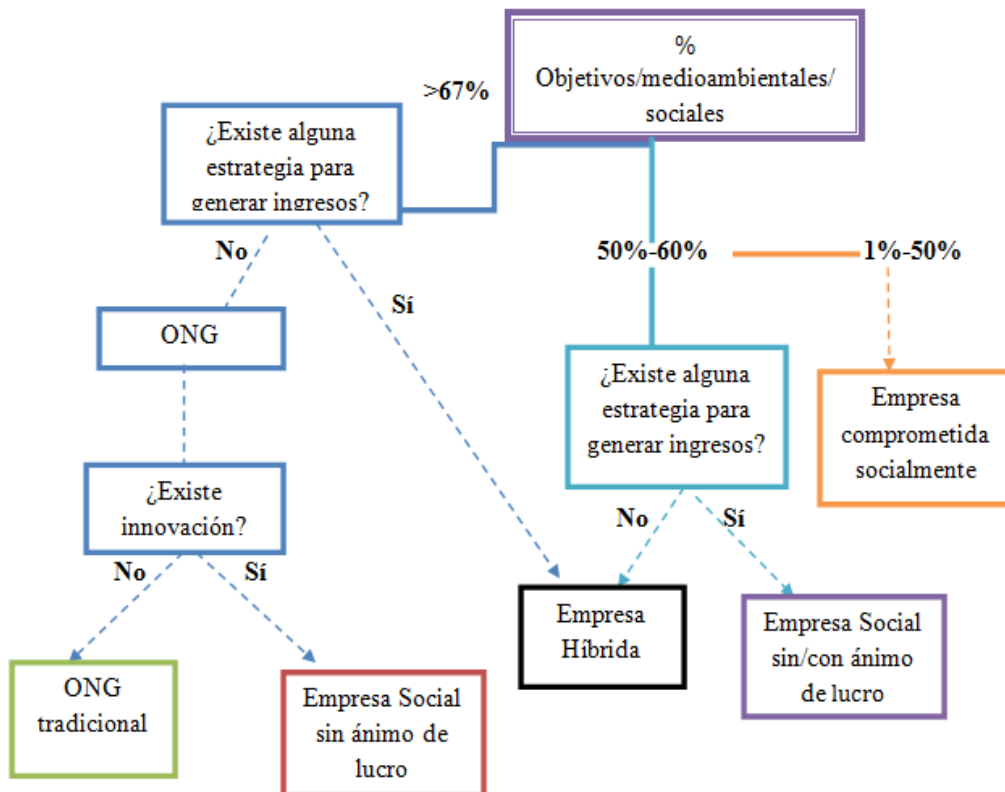 %
Objetivos/medioambientales/
sociales
>67%
¿Existe alguna
estrategia para
generar ingresos?
No
Sí
50%-60%
1%-50%
ONG
¿Existe alguna
estrategia para
generar ingresos?
Empresa
comprometida
socialmente
¿Existe
innovación?
No
Sí
No
Sí
Empresa
Híbrida
Empresa Social
sin/con ánimo
de lucro
ONG
tradicional
Empresa Social
sin ánimo de
lucro